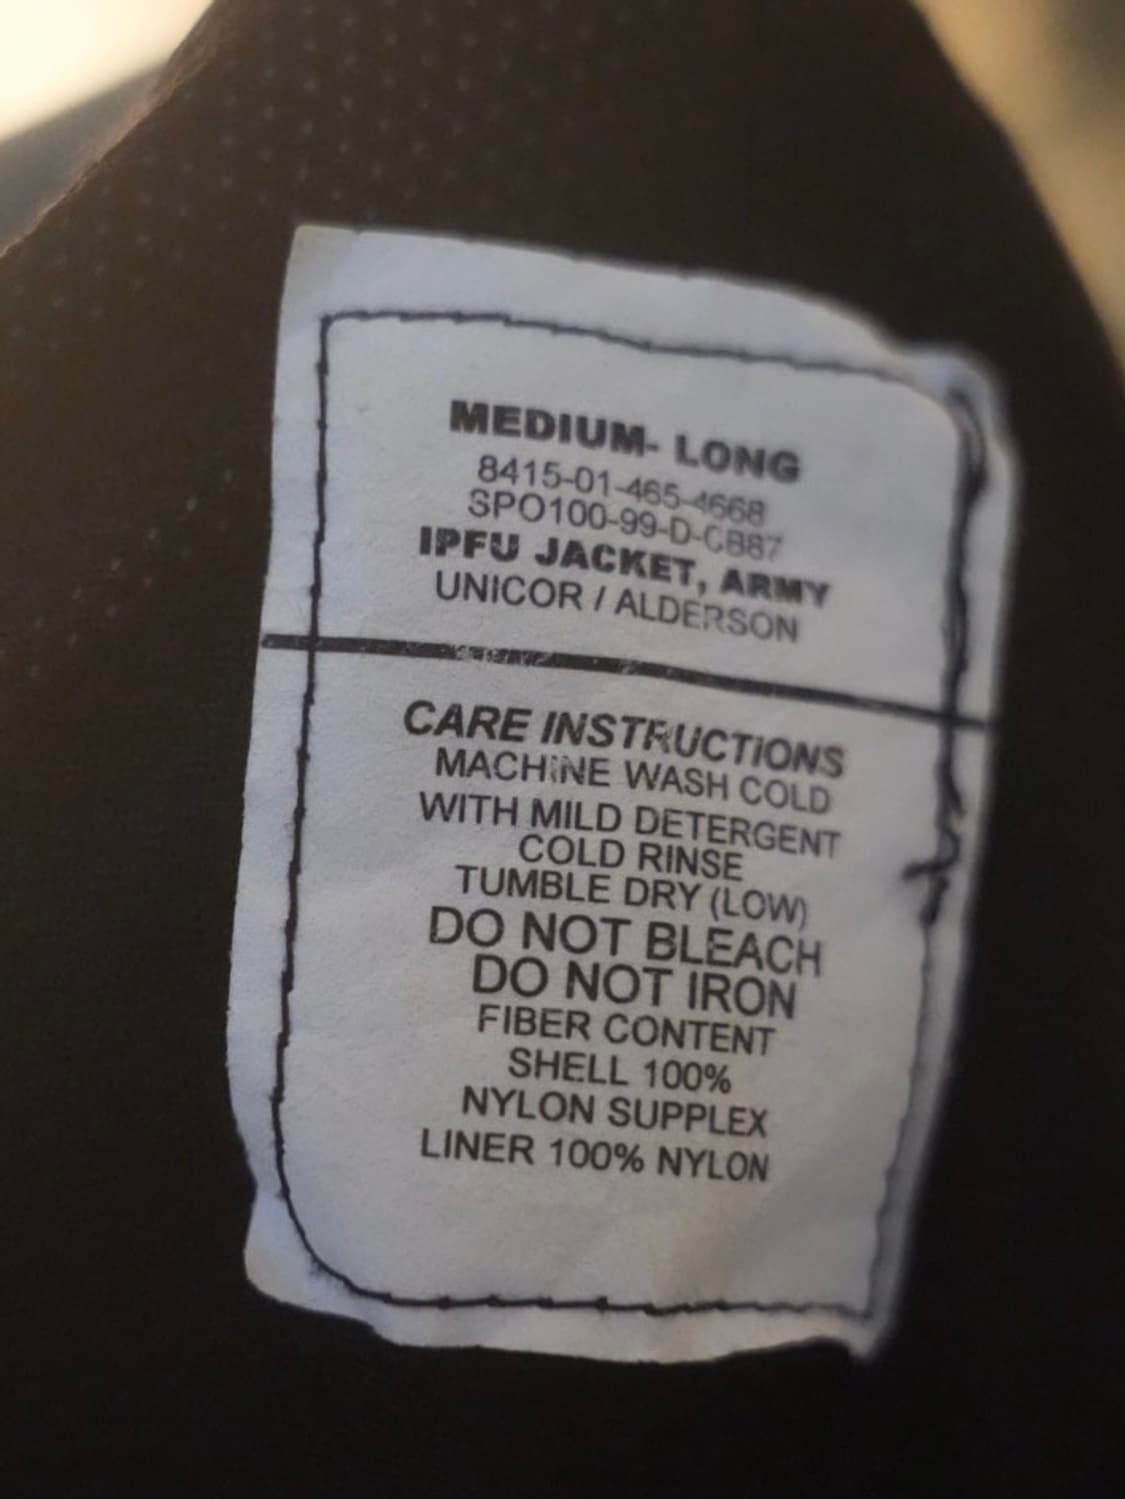 MEDIUM- LONG
8415-01-465-4668
SPO100-99-D-CB87
IPFU JACKET, ARMY
UNICOR / ALDERSON
CARE INSTRUCTIONS
MACHINE WASH COLD
WITH MILD DETERGENT
COLD RINSE
TUMBLE DRY (LOW)
DO NOT BLEACH
DO NOT IRON
FIBER CONTENT
SHELL 100%
NYLON SUPPLEX
LINER 100% NYLON